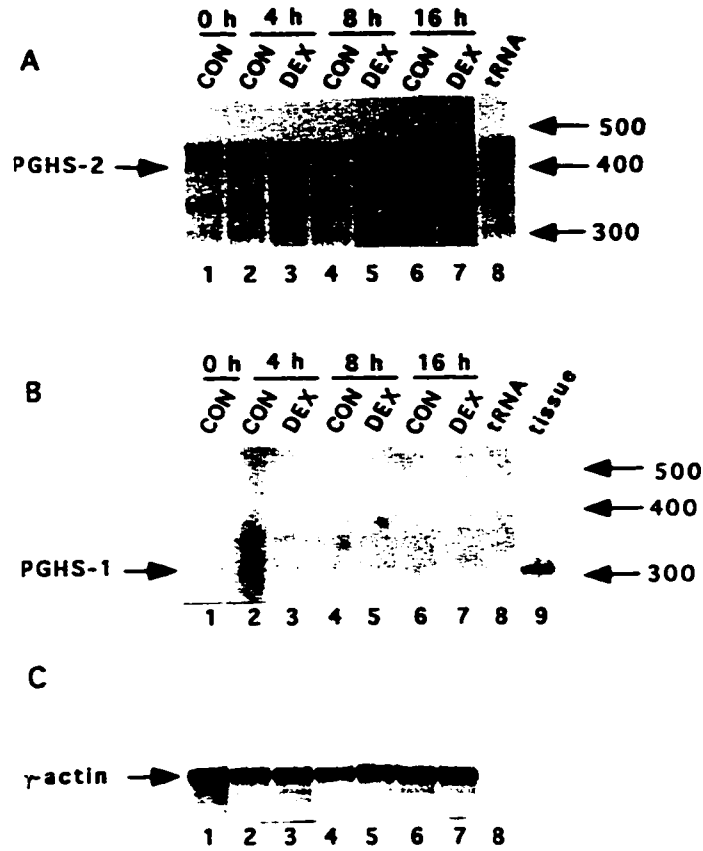 0 h 4 h 8 h 16 h
A
CON CON DEX CON DEX CON DEX tRNA
500
PGHS-2 400
300
1 2 3 4 5 6 7 8
0 h 4 h 8 h 16 h
B
CON CON DEX CON DEX CON DEX tRNA tissue
500
400
PGHS-1 300
1 2 3 4 5 6 7 8 9
C
γ-actin
1 2 3 4 5 6 7 8